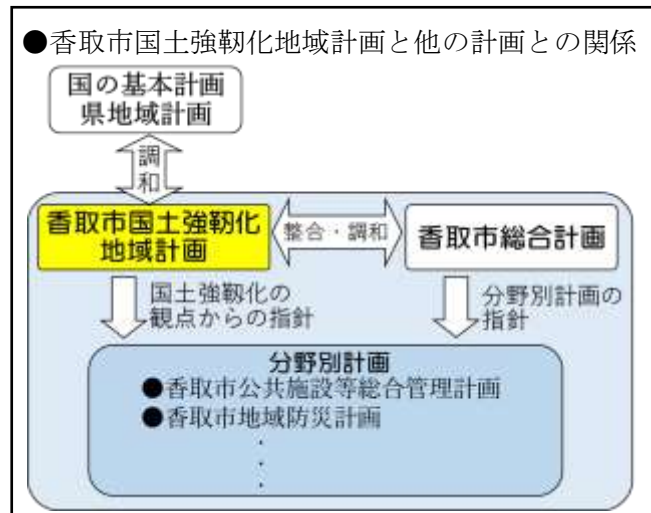 ●香取市国土強靭化地域計画と他の計画との関係
国の基本計画
県地域計画
調
和
香取市国土強靭化
地域計画
整合・調和
香取市総合計画
国土強靱化の
観点からの指針
分野別計画の
指針
分野別計画
●香取市公共施設等総合管理計画
●香取市地域防災計画
・
・
・